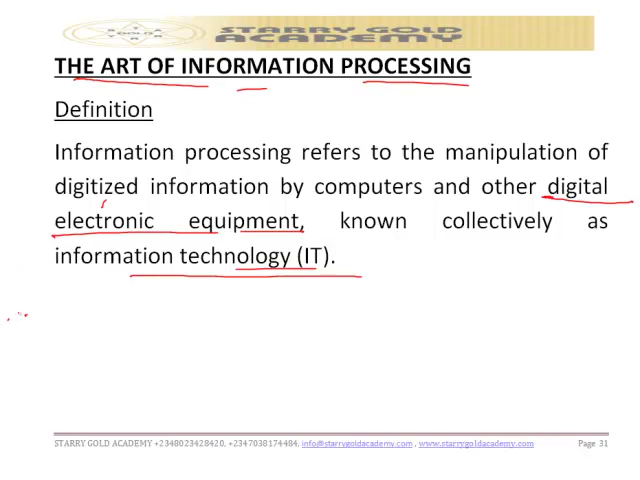 STARRY GOLD
ACADEMY
THE ART OF INFORMATION PROCESSING
Definition
Information processing refers to the manipulation of
digitized information by computers and other digital
electronic equipment, known collectively as
information technology (IT).
STARRY GOLD ACADEMY +2348023428420, +2347038174484, info@starrygoldacademy.com , www.starrygoldacademy.com Page 31